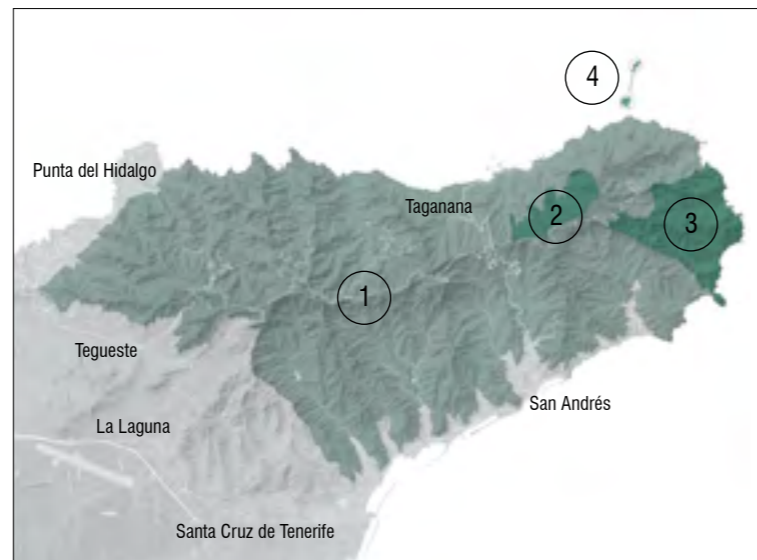 4
Punta del Hidalgo
Taganana
2
3
1
Tegueste
San Andrés
La Laguna
Santa Cruz de Tenerife